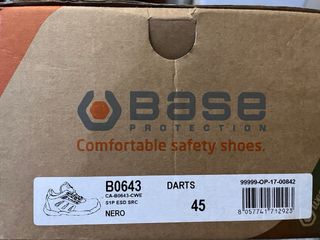 Base
PROTECTION
Comfortable safety shoes.
B0643 DARTS 99999-OP-17-00842
CA-B0643-CWE
S1P ESD SRC
NERO 45 8 057741 712923